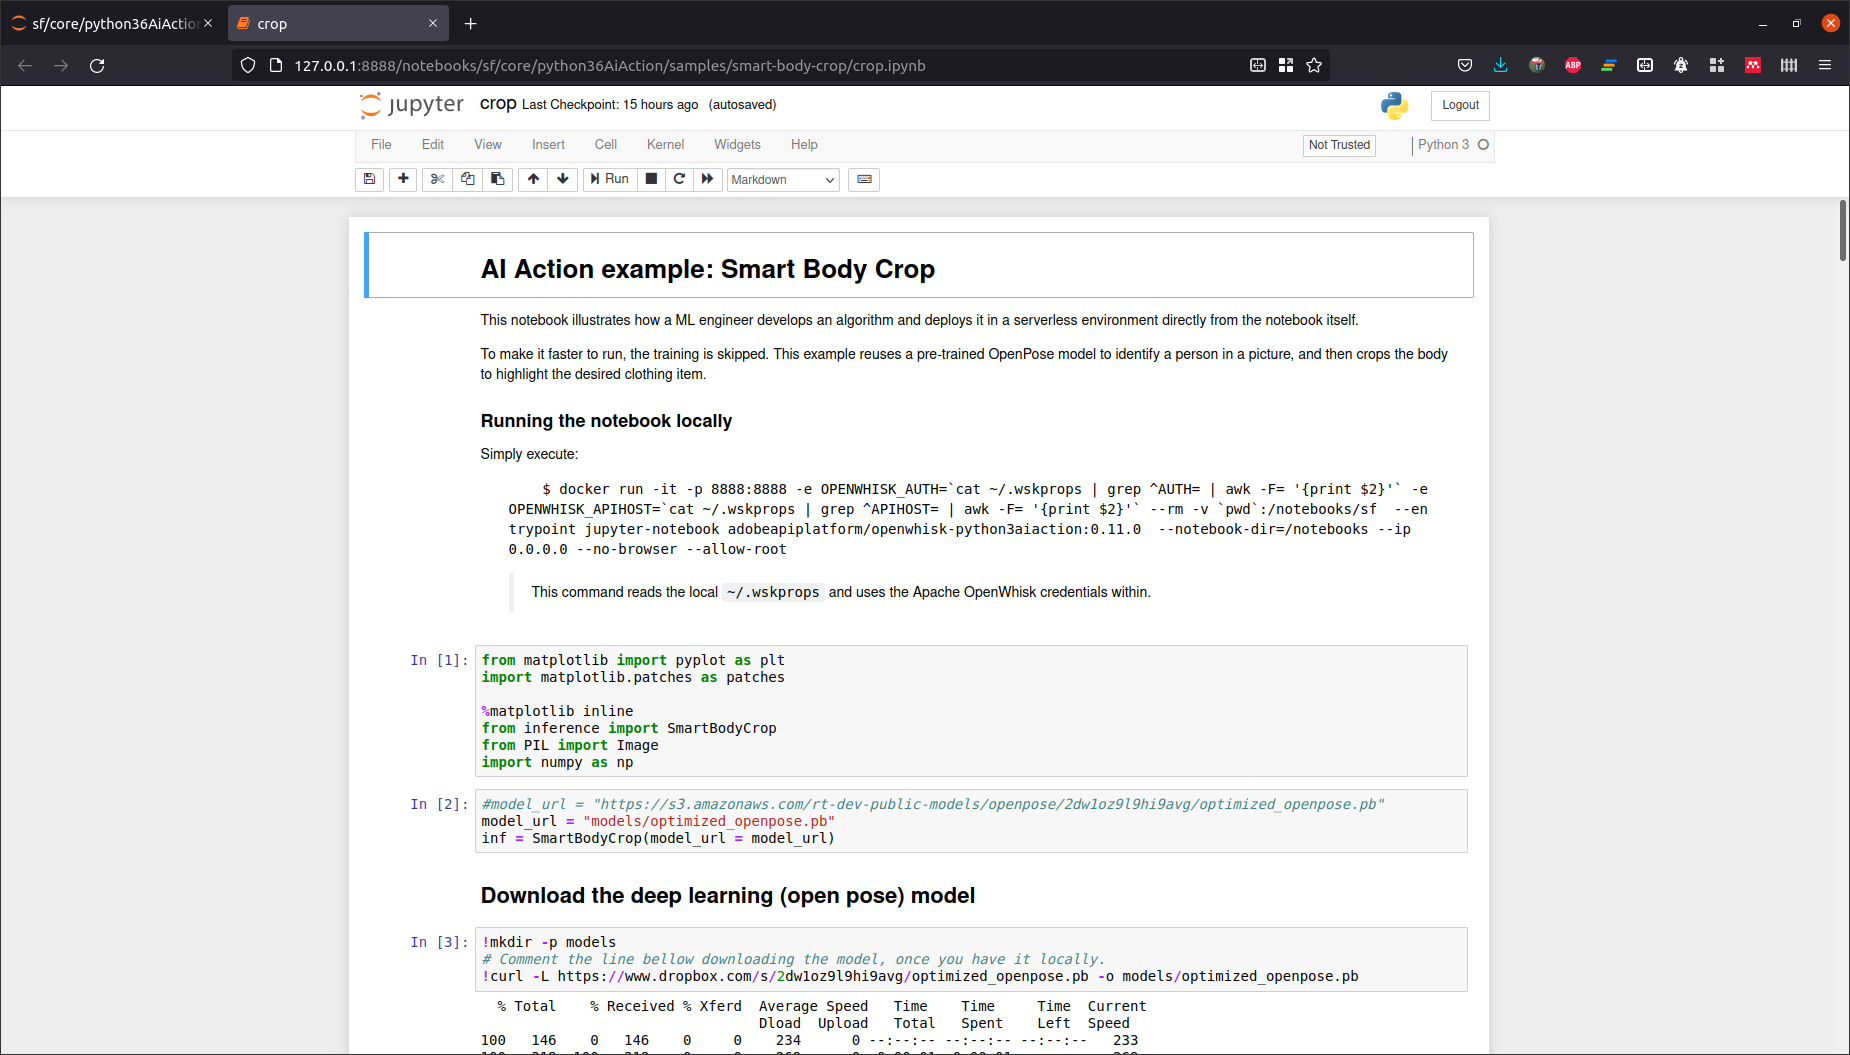 sf/core/python36AiActio
crop
127.0.0.1:8888/notebooks/sf/core/python36AiAction/samples/smart-body-crop/crop.ipynb
ABP
jupyter crop Last Checkpoint: 15 hours ago (autosaved)
Logout
File Edit View Insert Cell Kernel Widgets Help
Not Trusted
Python 3
Run
Markdown
AI Action example: Smart Body Crop
This notebook illustrates how a ML engineer develops an algorithm and deploys it in a serverless environment directly from the notebook itself.
To make it faster to run, the training is skipped. This example reuses a pre-trained OpenPose model to identify a person in a picture, and then crops the body
to highlight the desired clothing item.
Running the notebook locally
Simply execute:
$ docker run -it -p 8888:8888 -e OPENWHISK_AUTH=`cat ~/.wskprops | grep ^AUTH= | awk -F= '{print $2}'` -e
OPENWHISK_APIHOST=`cat ~/.wskprops | grep ^APIHOST= | awk -F= '{print $2}'` --rm -v `pwd`:/notebooks/sf  --en
trypoint jupyter-notebook adobeapiplatform/openwhisk-python3aiaction:0.11.0  --notebook-dir=/notebooks --ip
0.0.0.0 --no-browser --allow-root
This command reads the local ~/.wskprops and uses the Apache OpenWhisk credentials within.
In [1]:
from matplotlib import pyplot as plt
import matplotlib.patches as patches
%matplotlib inline
from inference import SmartBodyCrop
from PIL import Image
import numpy as np
In [2]:
#model_url = "https://s3.amazonaws.com/rt-dev-public-models/openpose/2dw1oz9l9hi9avg/optimized_openpose.pb"
model_url = "models/optimized_openpose.pb"
inf = SmartBodyCrop(model_url = model_url)
Download the deep learning (open pose) model
In [3]:
!mkdir -p models
# Comment the line bellow downloading the model, once you have it locally.
!curl -L https://www.dropbox.com/s/2dw1oz9l9hi9avg/optimized_openpose.pb -o models/optimized_openpose.pb
% Total    % Received % Xferd  Average Speed   Time    Time     Time  Current
Dload  Upload   Total   Spent    Left  Speed
100   146    0   146    0     0    234      0 --:--:-- --:--:-- --:--:--   233